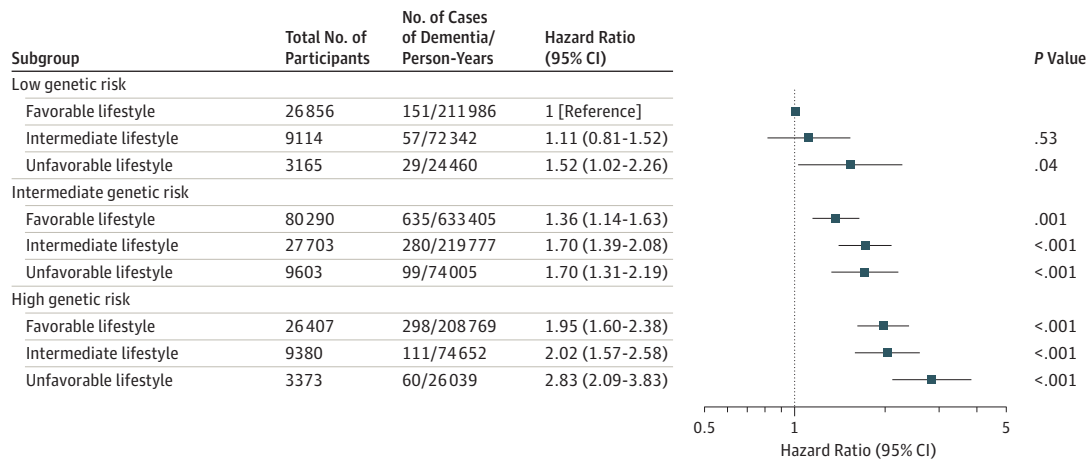 Subgroup Total No. of Participants No. of Cases of Dementia/ Person-Years Hazard Ratio (95% CI) P Value
Low genetic risk
Favorable lifestyle 26856 151/211986 1 [Reference]
Intermediate lifestyle 9114 57/72342 1.11 (0.81-1.52) .53
Unfavorable lifestyle 3165 29/24460 1.52 (1.02-2.26) .04
Intermediate genetic risk
Favorable lifestyle 80290 635/633405 1.36 (1.14-1.63) .001
Intermediate lifestyle 27703 280/219777 1.70 (1.39-2.08) <.001
Unfavorable lifestyle 9603 99/74005 1.70 (1.31-2.19) <.001
High genetic risk
Favorable lifestyle 26407 298/208769 1.95 (1.60-2.38) <.001
Intermediate lifestyle 9380 111/74652 2.02 (1.57-2.58) <.001
Unfavorable lifestyle 3373 60/26039 2.83 (2.09-3.83) <.001
0.5 1 5
Hazard Ratio (95% CI)